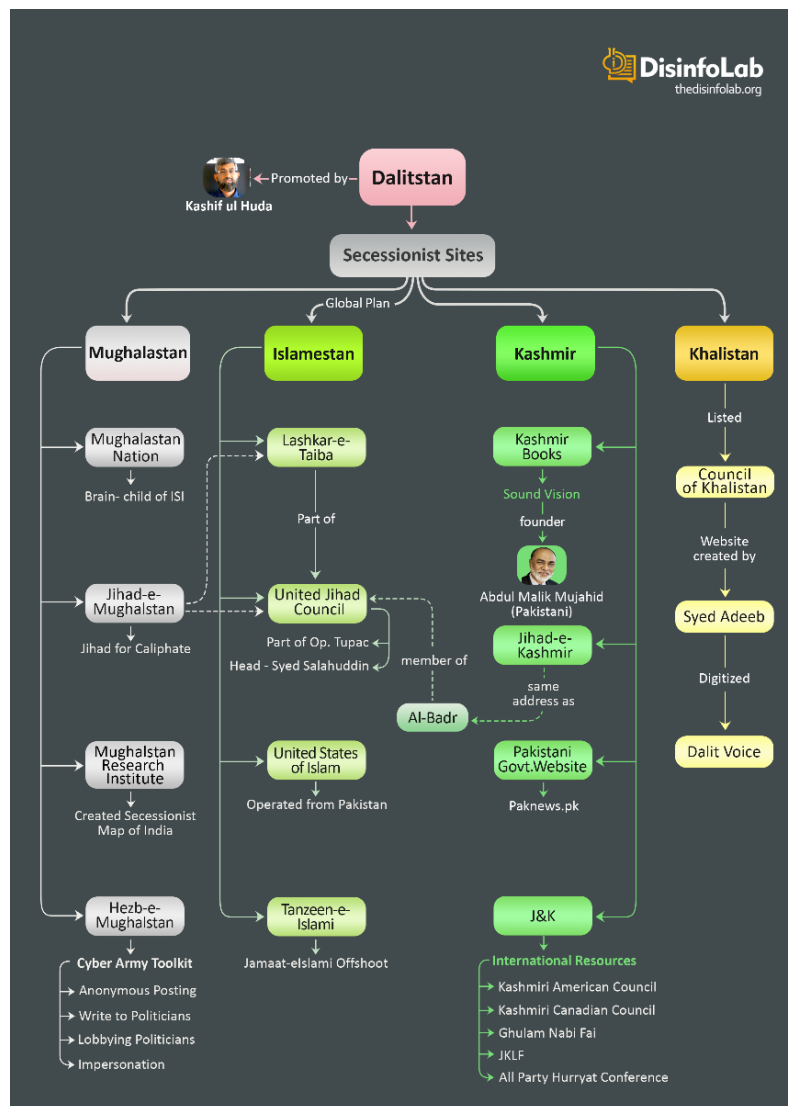 DisinfoLab
thedisinfolab.org
Dalitstan
Promoted by
Kashif ul Huda
Secessionist Sites
Global Plan
Mughalastan
Islamestan
Kashmir
Khalistan
Mughalastan
Nation
Brain- child of ISI
Jihad-e-
Mughalstan
Jihad for Caliphate
Mughalstan
Research
Institute
Created Secessionist
Map of India
Hezb-e-
Mughalstan
Cyber Army Toolkit
Anonymous Posting
Write to Politicians
Lobbying Politicians
Impersonation
Lashkar-e-
Taiba
Part of
United Jihad
Council
Part of Op. Tupac
Head - Syed Salahuddin
member of
Al-Badr
United States
of Islam
Operated from Pakistan
Tanzeen-e-
Islami
Jamaat-eIslami Offshoot
Kashmir
Books
Sound Vision
founder
Abdul Malik Mujahid
(Pakistani)
Jihad-e-
Kashmir
same
address as
Pakistani
Govt.Website
Paknews.pk
J&K
International Resources
Kashmiri American Council
Kashmiri Canadian Council
Ghulam Nabi Fai
JKLF
All Party Hurryat Conference
Listed
Council
of Khalistan
Website
created by
Syed Adeeb
Digitized
Dalit Voice